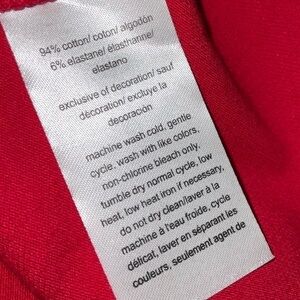 94% cotton/ coton/ algodón
6% elastane/ élasthanne/
elastano
exclusive of decoration/ sauf
décoration/ excluye la
decoración
machine wash cold, gentle
cycle, wash with like colors,
non-chlorine bleach only,
tumble dry normal cycle, low
heat, low heat iron if necessary,
do not dry clean/laver à la
machine à l'eau froide, cycle
délicat, laver en séparant les
couleurs, seulement agent de